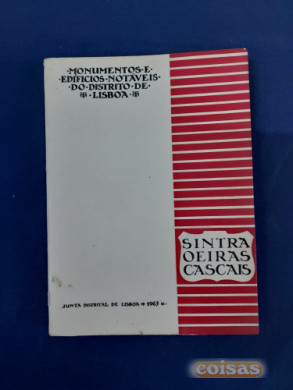 ·MONUMENTOS·E·
·EDIFÍCIOS·NOTÁVEIS·
·DO·DISTRITO·DE·
LISBOA
SINTRA
OEIRAS
CASCAIS
JUNTA DISTRITAL DE LISBOA * 1963
coisas